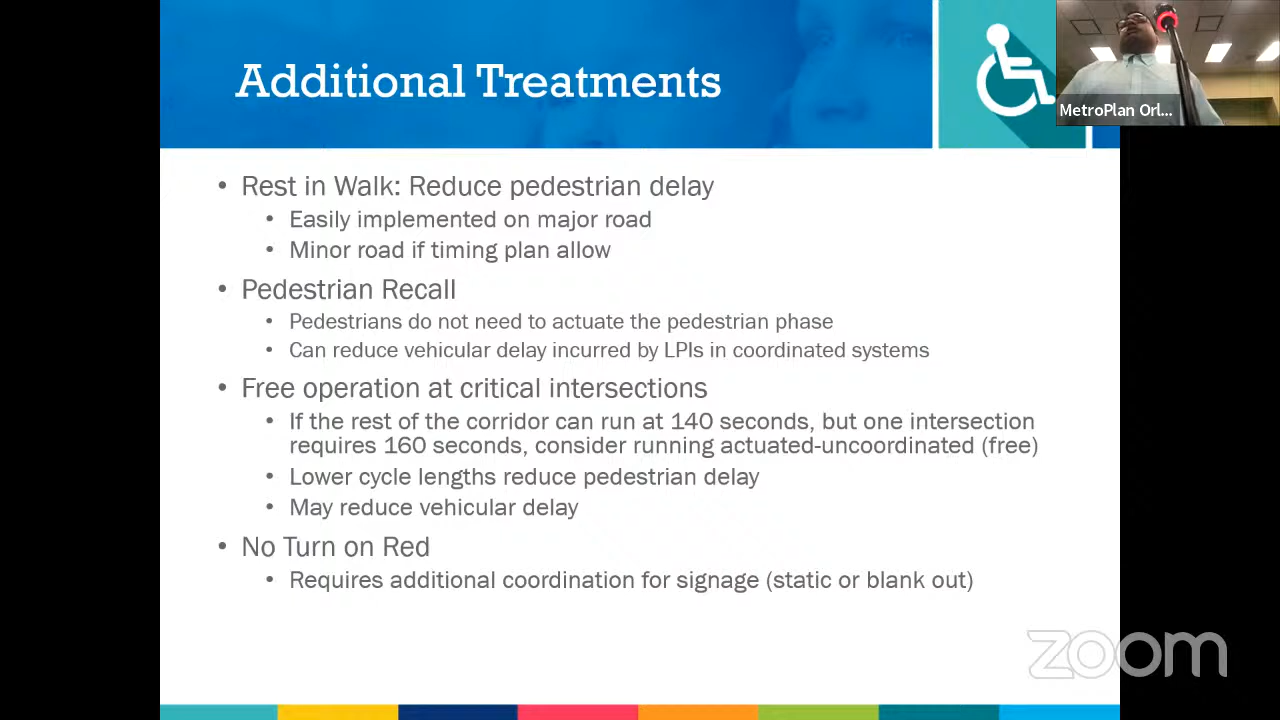 Additional Treatments
MetroPlan Orl...
• Rest in Walk: Reduce pedestrian delay
• Easily implemented on major road
• Minor road if timing plan allow
• Pedestrian Recall
• Pedestrians do not need to actuate the pedestrian phase
• Can reduce vehicular delay incurred by LPIs in coordinated systems
• Free operation at critical intersections
• If the rest of the corridor can run at 140 seconds, but one intersection
requires 160 seconds, consider running actuated-uncoordinated (free)
• Lower cycle lengths reduce pedestrian delay
• May reduce vehicular delay
• No Turn on Red
• Requires additional coordination for signage (static or blank out)
zoom